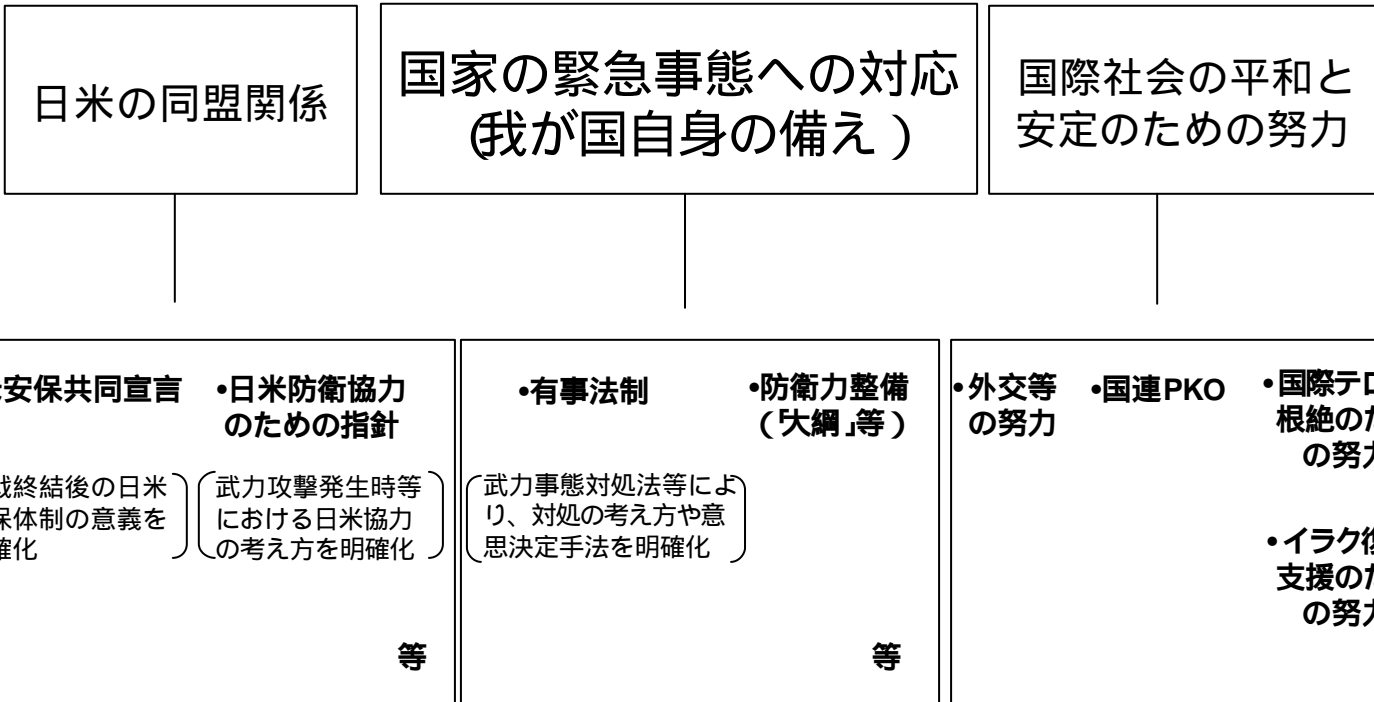 日米の同盟関係
国家の緊急事態への対応
(我が国自身の備え)
国際社会の平和と
安定のための努力
安保共同宣言
•日米防衛協力
のための指針
終結後の日米
体制の意義を
確化
武力攻撃発生時等
における日米協力
の考え方を明確化
等
•有事法制
•防衛力整備
(「大綱」等)
武力事態対処法等によ
り、対処の考え方や意
思決定手法を明確化
等
•外交等
の努力
•国連PKO
•国際テロ
根絶のた
の努力
•イラク復
支援のた
の努力